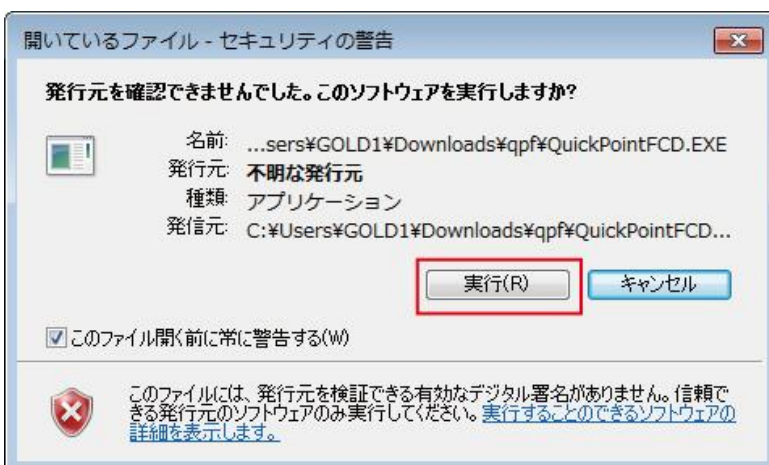 開いているファイル - セキュリティの警告
発行元を確認できませんでした。このソフトウェアを実行しますか?
名前: ...sers¥GOLD1¥Downloads¥qpf¥QuickPointFCD.EXE
発行元: 不明な発行元
種類: アプリケーション
発信元: C:¥Users¥GOLD1¥Downloads¥qpf¥QuickPointFCD...
実行(R) キャンセル
このファイル開く前に常に警告する(W)
このファイルには、発行元を検証できる有効なデジタル署名がありません。信頼で
きる発行元のソフトウェアのみ実行してください。実行することのできるソフトウェアの
詳細を表示します。